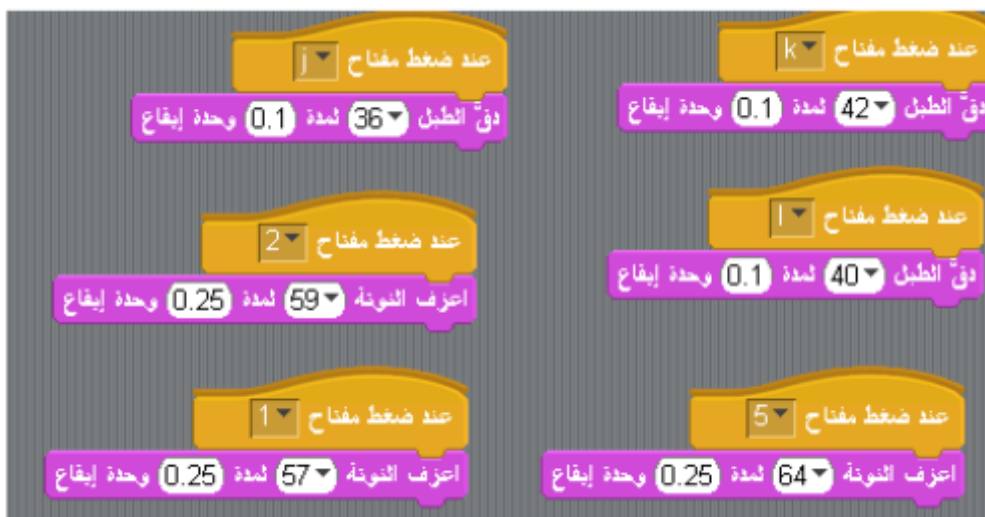 عند ضغط مفتاح k
دقَّ الطبل 42 لمدة 0.1 وحدة إيقاع
عند ضغط مفتاح j
دقَّ الطبل 36 لمدة 0.1 وحدة إيقاع
عند ضغط مفتاح l
دقَّ الطبل 40 لمدة 0.1 وحدة إيقاع
عند ضغط مفتاح 2
اعزف النوتة 59 لمدة 0.25 وحدة إيقاع
عند ضغط مفتاح 5
اعزف النوتة 64 لمدة 0.25 وحدة إيقاع
عند ضغط مفتاح 1
اعزف النوتة 57 لمدة 0.25 وحدة إيقاع